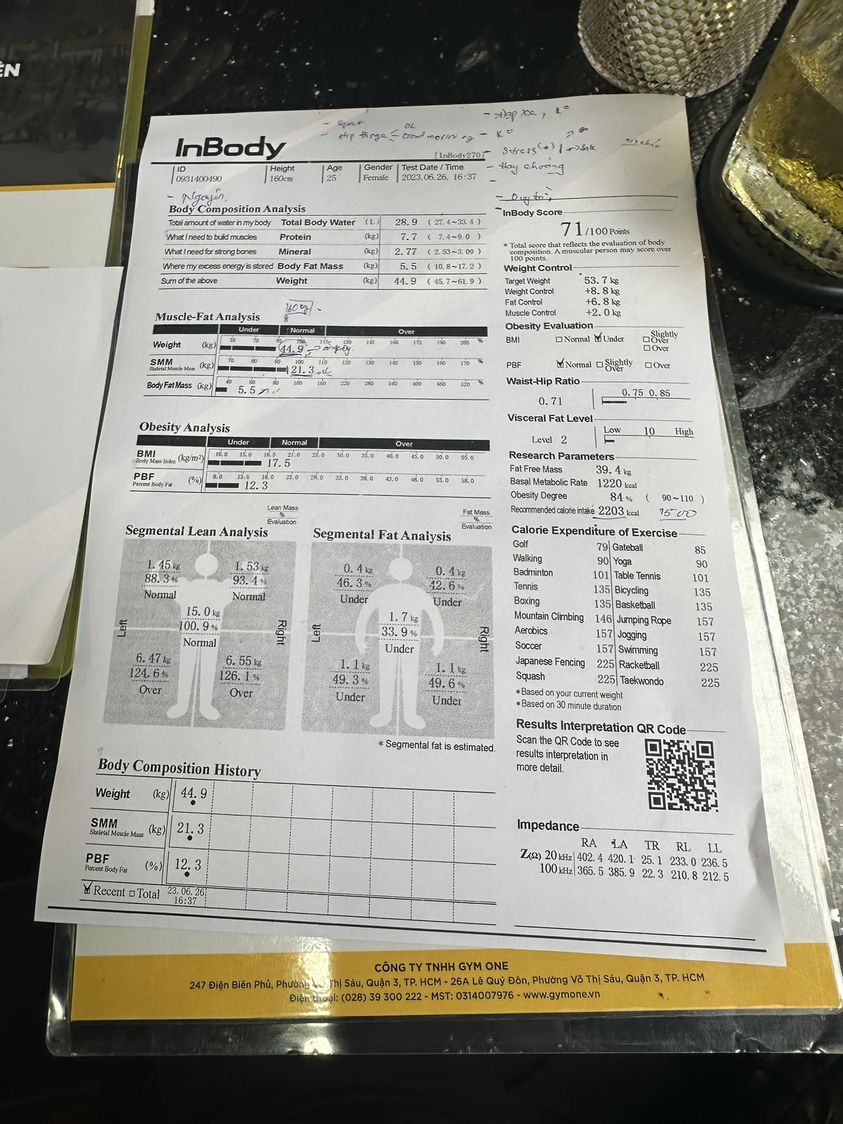 ÊN
- Squat DL - Đạp xe, 1°
- Hip thrust
InBody
[InBody270]
- Hay choáng
ID Height Age Gender Test Date / Time
0931400490 160cm 25 Female 2023.06.26. 16:37
- Nguyên - Duy trì
Body Composition Analysis
Total amount of water in my body Total Body Water (L) 28.9 ( 27.4~33.4 )
What I need to build muscles Protein (kg) 7.7 ( 7.4~9.0 )
What I need for strong bones Mineral (kg) 2.77 ( 2.53~3.09 )
Where my excess energy is stored Body Fat Mass (kg) 5.5 ( 10.8~17.2 )
Sum of the above Weight (kg) 44.9 ( 45.7~61.9 )
Muscle-Fat Analysis
Under Normal Over
Weight (kg) 55 70 85 100 115 130 145 160 175 190 205 %
44.9
SMM (kg) 70 80 90 100 110 120 130 140 150 160 170 %
Skeletal Muscle Mass 21.3
Body Fat Mass (kg) 40 60 80 100 160 220 280 340 400 460 520 %
5.5
Obesity Analysis
Under Normal Over
BMI (kg/m²) 10.0 15.0 18.5 21.0 25.0 30.0 35.0 40.0 45.0 50.0 55.0
Body Mass Index 17.5
PBF (%) 8.0 13.0 18.0 23.0 28.0 33.0 38.0 43.0 48.0 53.0 58.0
Percent Body Fat 12.3
Segmental Lean Analysis
Lean Mass
%
Evaluation
1.45 kg 1.53 kg
88.3 % 93.4 %
Normal Normal
15.0 kg
100.9 %
Normal
Left Right
6.47 kg 6.55 kg
124.6 % 126.1 %
Over Over
Segmental Fat Analysis
Fat Mass
%
Evaluation
0.4 kg 0.4 kg
46.3 % 42.6 %
Under Under
1.7 kg
33.9 %
Under
Left Right
1.1 kg 1.1 kg
49.3 % 49.6 %
Under Under
* Segmental fat is estimated.
Body Composition History
Weight (kg) 44.9
SMM (kg) 21.3
Skeletal Muscle Mass
PBF (%) 12.3
Percent Body Fat
Recent Total 23.06.26
16:37
InBody Score
71/100 Points
* Total score that reflects the evaluation of body
composition. A muscular person may score over
100 points.
Weight Control
Target Weight 53.7 kg
Weight Control +8.8 kg
Fat Control +6.8 kg
Muscle Control +2.0 kg
Obesity Evaluation
BMI Normal Under Slightly Over
Over
PBF Normal Slightly Over Over
Waist-Hip Ratio
0.71 0.75 0.85
Visceral Fat Level
Level 2 Low 10 High
Research Parameters
Fat Free Mass 39.4 kg
Basal Metabolic Rate 1220 kcal
Obesity Degree 84 % ( 90~110 )
Recommended calorie intake 2203 kcal 1500
Calorie Expenditure of Exercise
Golf 79 Gateball 85
Walking 90 Yoga 90
Badminton 101 Table Tennis 101
Tennis 135 Bicycling 135
Boxing 135 Basketball 135
Mountain Climbing 146 Jumping Rope 157
Aerobics 157 Jogging 157
Soccer 157 Swimming 157
Japanese Fencing 225 Racketball 225
Squash 225 Taekwondo 225
* Based on your current weight
* Based on 30 minute duration
Results Interpretation QR Code
Scan the QR Code to see
results interpretation in
more detail.
Impedance
RA LA TR RL LL
Z(Ω) 20 kHz 402.4 420.1 25.1 233.0 236.5
100 kHz 365.5 385.9 22.3 210.8 212.5
CÔNG TY TNHH GYM ONE
247 Điện Biên Phủ, Phường Võ Thị Sáu, Quận 3, TP. HCM - 26A Lê Quý Đôn, Phường Võ Thị Sáu, Quận 3, TP. HCM
Điện thoại: (028) 39 300 222 - MST: 0314007976 - www.gymone.vn